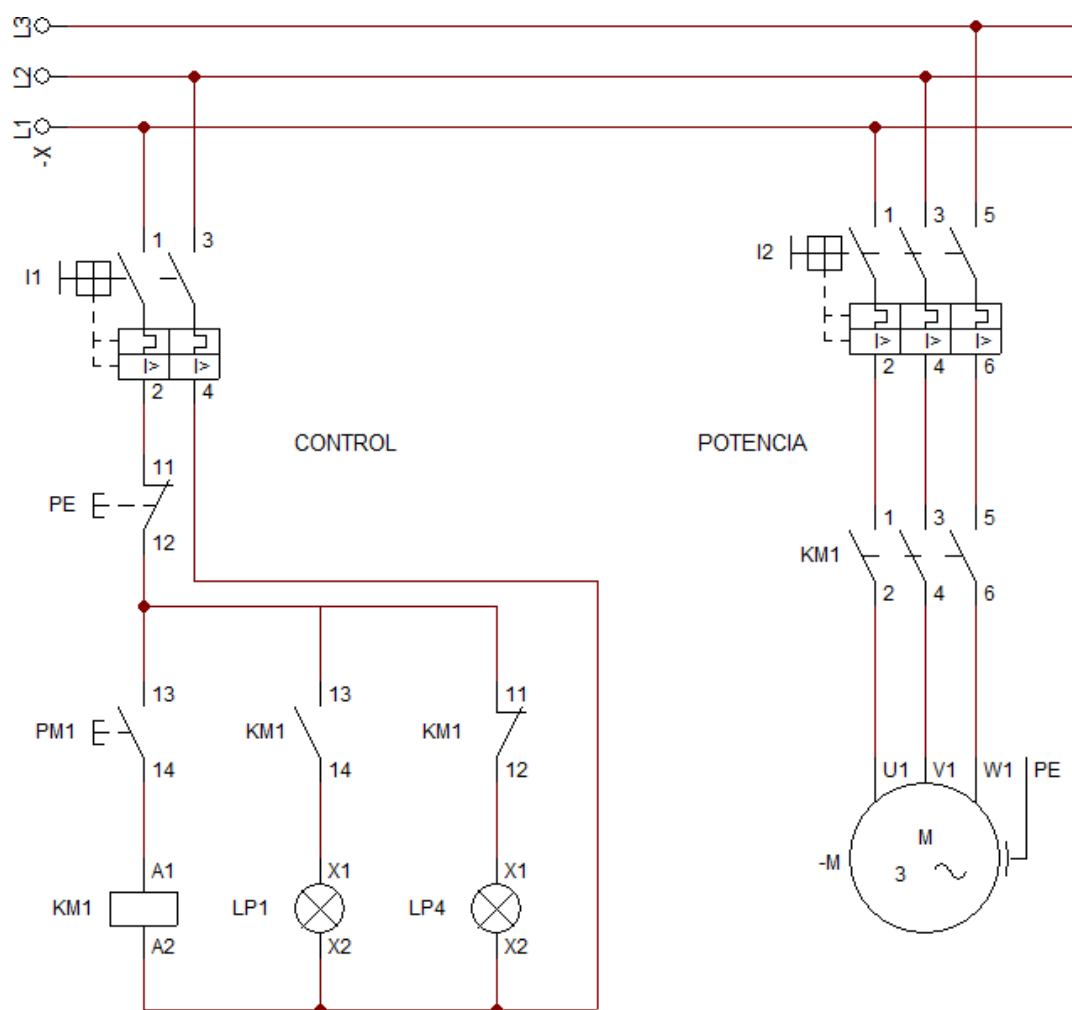 L3
L2
L1
-X
1 3
I1
I> I>
2 4
1 3 5
I2
I> I> I>
2 4 6
CONTROL
POTENCIA
11
PE
12
1 3 5
KM1
2 4 6
13
PM1
14
13
KM1
14
11
KM1
12
U1 V1 W1 PE
M
-M
3
A1
KM1
A2
X1
LP1
X2
X1
LP4
X2